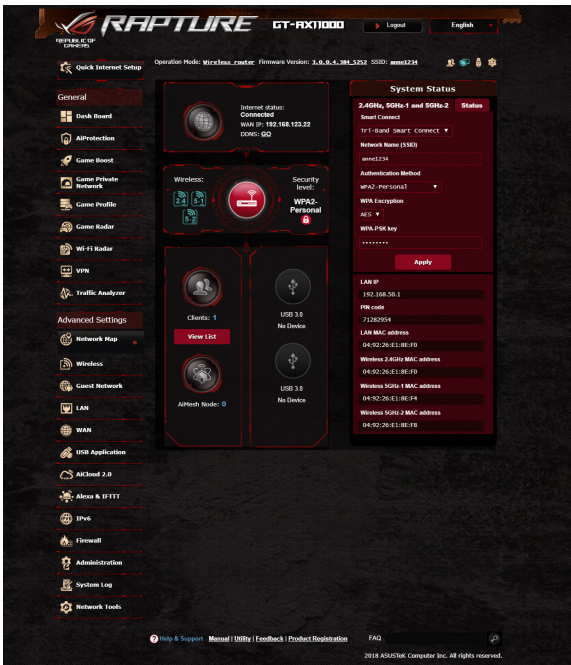 REPUBLIC OF
GAMERS
RAPTURE
GT-AX11000
Logout
English
Quick Internet Setup
Operation Mode: Wireless router Firmware Version: 3.0.0.4.384_5252 SSID: anne1234
General
Dash Board
AiProtection
Game Boost
Game Private
Network
Game Profile
Game Radar
Wi-Fi Radar
VPN
Traffic Analyzer
Advanced Settings
Network Map
Wireless
Guest Network
LAN
WAN
USB Application
AiCloud 2.0
Alexa & IFTTT
IPv6
Firewall
Administration
System Log
Network Tools
Internet status:
Connected
WAN IP: 192.168.123.22
DDNS: GO
Wireless:
2.4 5-1
5-2
Security
level:
WPA2-
Personal
Clients: 1
View List
AiMesh Node: 0
USB 3.0
No Device
USB 3.0
No Device
System Status
2.4GHz, 5GHz-1 and 5GHz-2 Status
Smart Connect
Tri-Band Smart Connect
Network Name (SSID)
anne1234
Authentication Method
WPA2-Personal
WPA Encryption
AES
WPA-PSK key
••••••••
Apply
LAN IP
192.168.50.1
PIN code
71282954
LAN MAC address
04:92:26:E1:8E:F0
Wireless 2.4GHz MAC address
04:92:26:E1:8E:F0
Wireless 5GHz-1 MAC address
04:92:26:E1:8E:F4
Wireless 5GHz-2 MAC address
04:92:26:E1:8E:F8
Help & Support Manual | Utility | Feedback | Product Registration FAQ
2018 ASUSTeK Computer Inc. All rights reserved.